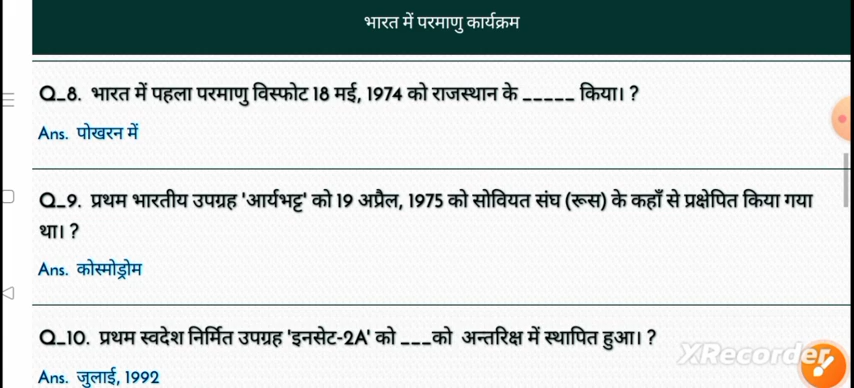 भारत में परमाणु कार्यक्रम
Q_8. भारत में पहला परमाणु विस्फोट 18 मई, 1974 को राजस्थान के _____ किया। ?
Ans. पोखरन में
Q_9. प्रथम भारतीय उपग्रह 'आर्यभट्ट' को 19 अप्रैल, 1975 को सोवियत संघ (रूस) के कहाँ से प्रक्षेपित किया गया
था। ?
Ans. कोस्मोड्रोम
Q_10. प्रथम स्वदेश निर्मित उपग्रह 'इनसेट-2A' को ___को अन्तरिक्ष में स्थापित हुआ। ?
XRecorder
Ans. जुलाई, 1992